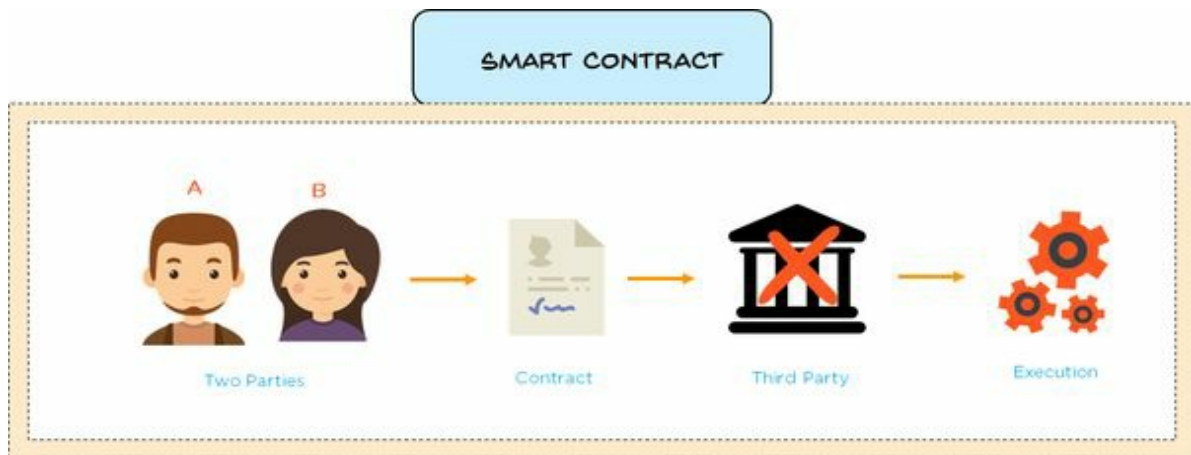 SMART CONTRACT
A
B
Two Parties
Contract
Third Party
Execution